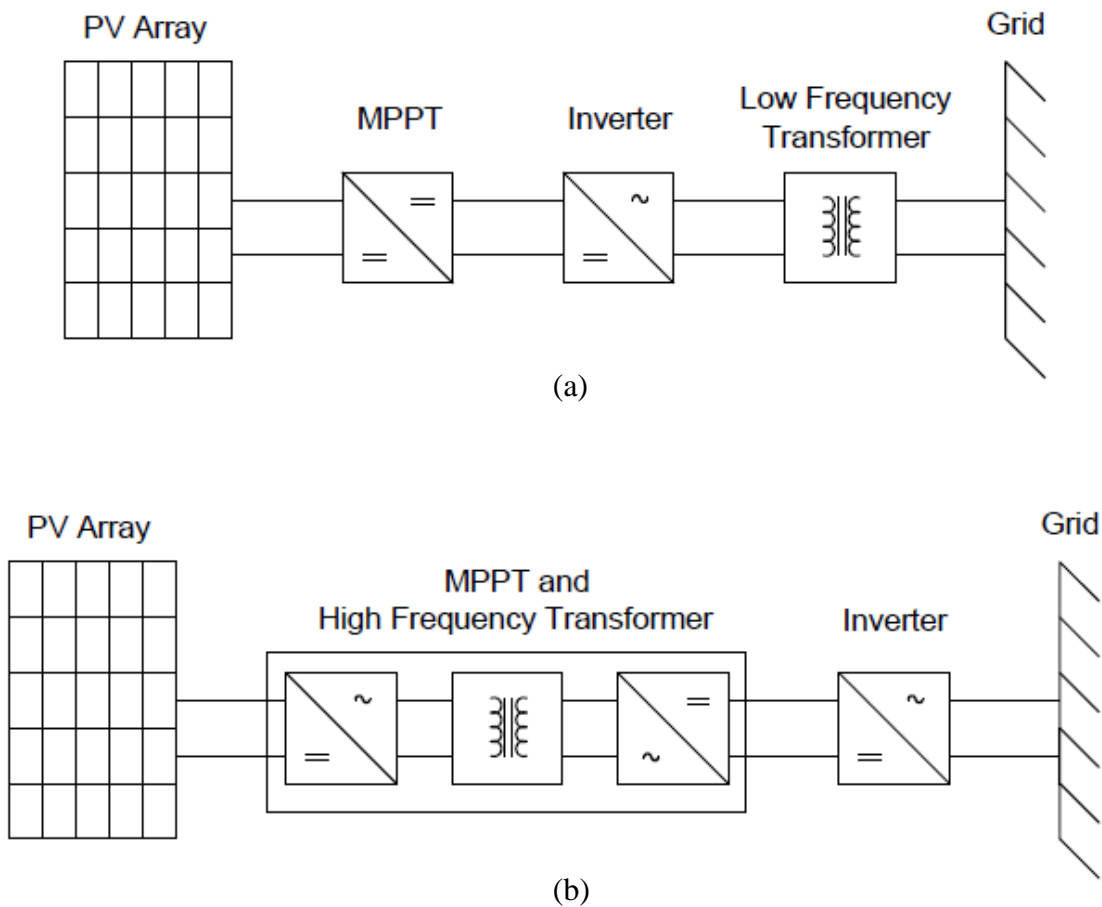 PV Array
Grid
MPPT
Inverter
Low Frequency
Transformer
(a)
PV Array
Grid
MPPT and
High Frequency Transformer
Inverter
(b)